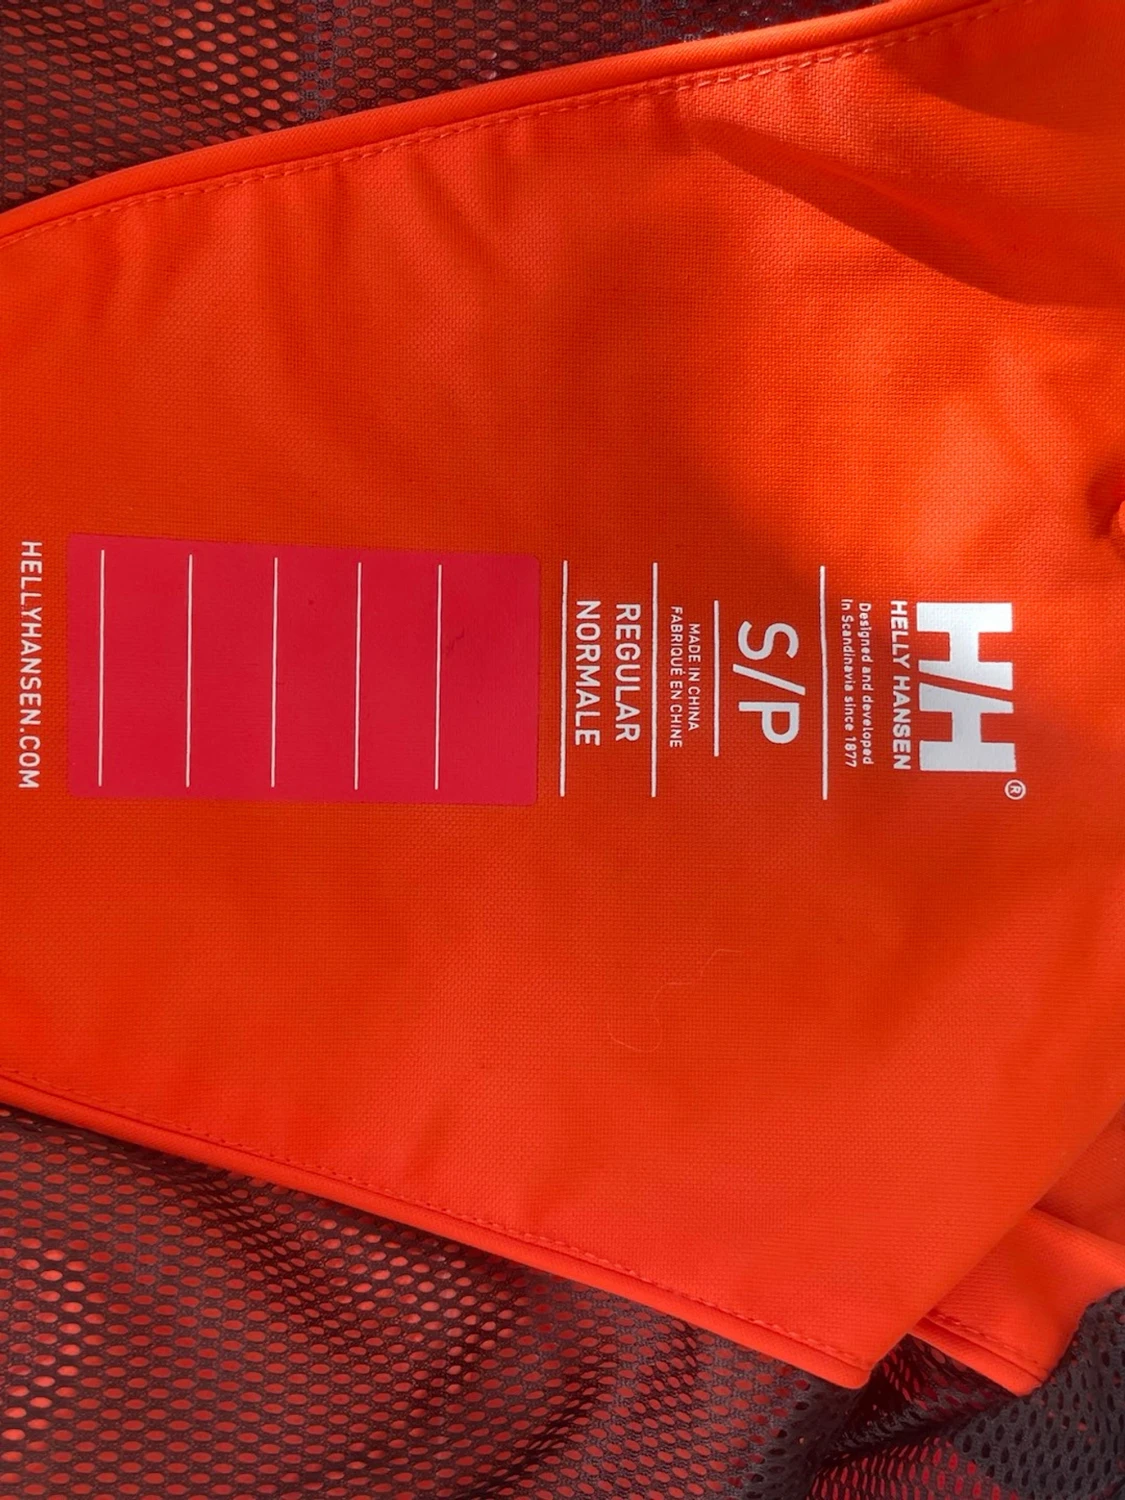 HH®
HELLY HANSEN
Designed and developed
in Scandinavia since 1877
S/P
MADE IN CHINA
FABRIQUÉ EN CHINE
REGULAR
NORMALE
HELLYHANSEN.COM